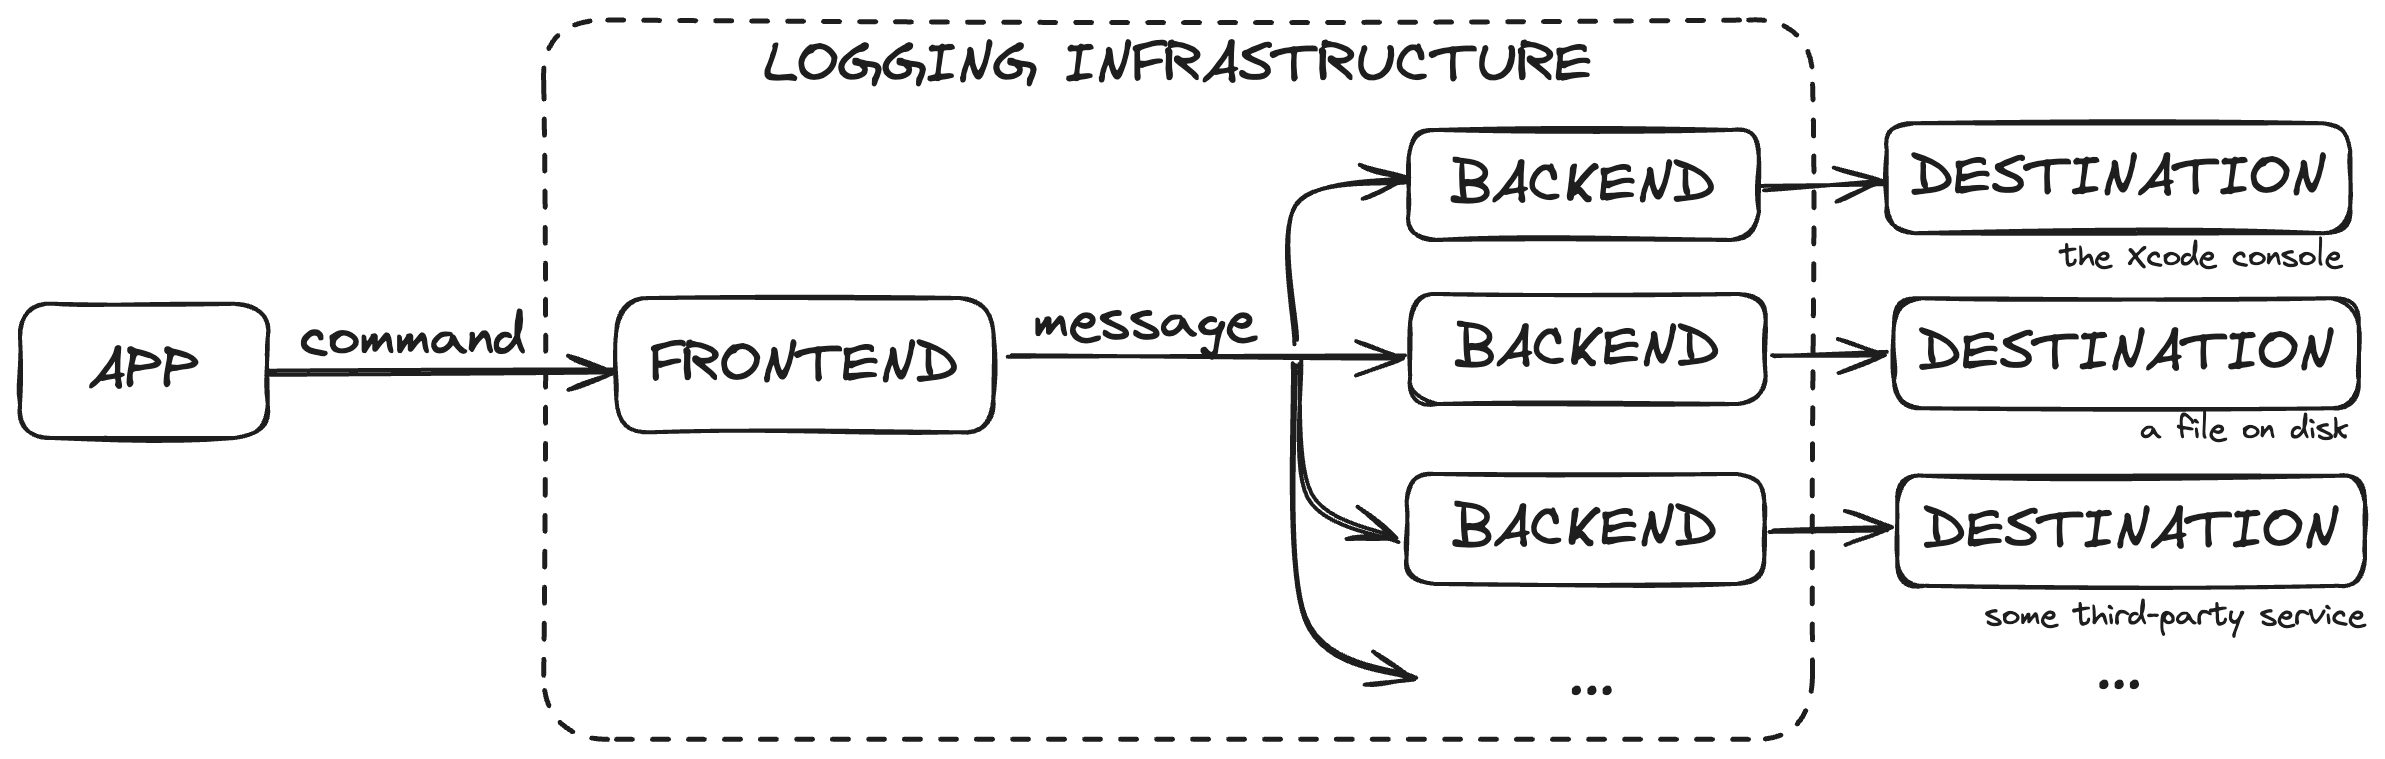 LOGGING INFRASTRUCTURE
APP
command
FRONTEND
message
BACKEND
DESTINATION
the Xcode console
BACKEND
DESTINATION
a file on disk
BACKEND
DESTINATION
some third-party service
...
...